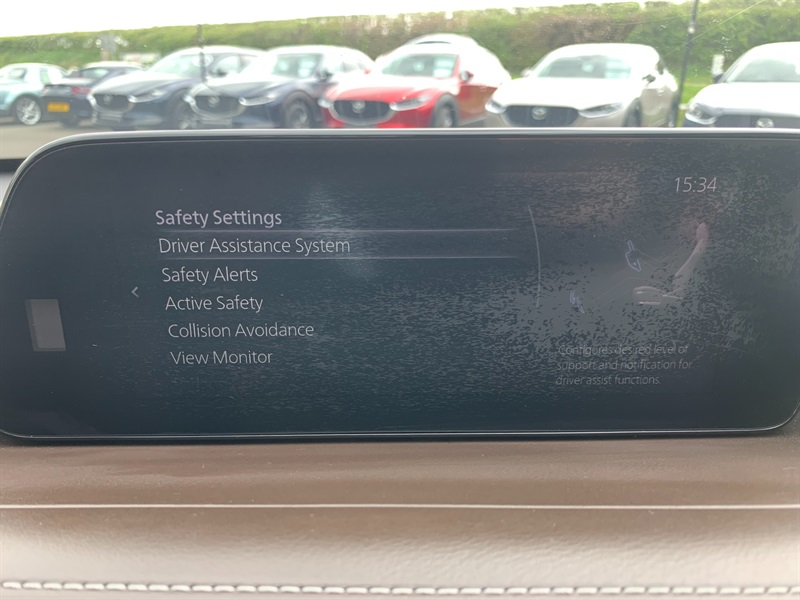 15:34
Safety Settings
Driver Assistance System
Safety Alerts
Active Safety
Collision Avoidance
View Monitor
Configures desired level of
support and notification for
driver assist functions.